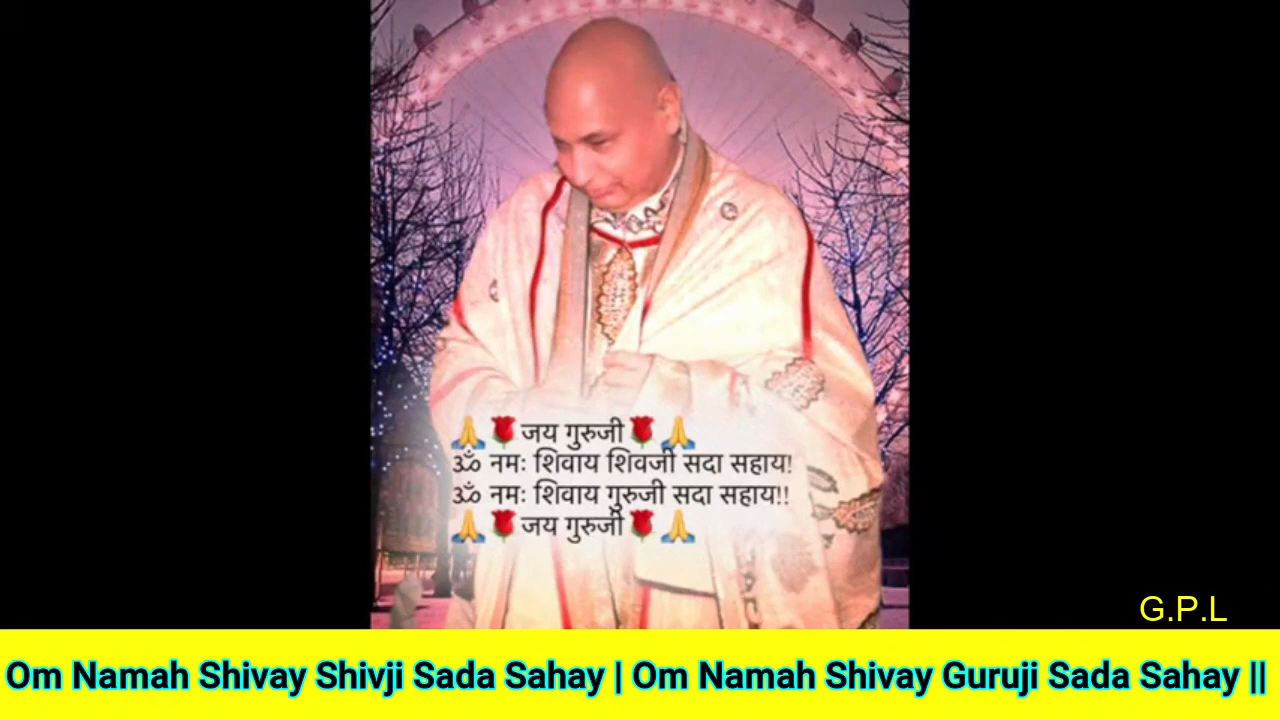 🙏🌹जय गुरुजी🌹🙏
ॐ नमः शिवाय शिवजी सदा सहाय!
ॐ नमः शिवाय गुरुजी सदा सहाय!!
🙏🌹जय गुरुजी🌹🙏
G.P.L
Om Namah Shivay Shivji Sada Sahay | Om Namah Shivay Guruji Sada Sahay ||